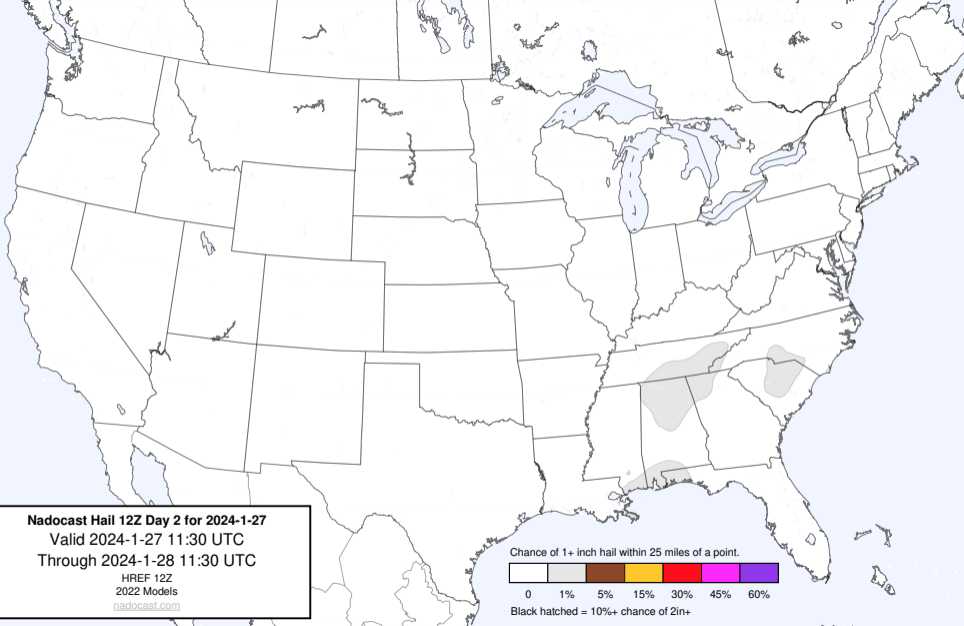 Nadocast Hail 12Z Day 2 for 2024-1-27
Valid 2024-1-27 11:30 UTC
Through 2024-1-28 11:30 UTC
HREF 12Z
2022 Models
nadocast.com
Chance of 1+ inch hail within 25 miles of a point.
0 1% 5% 15% 30% 45% 60%
Black hatched = 10%+ chance of 2in+